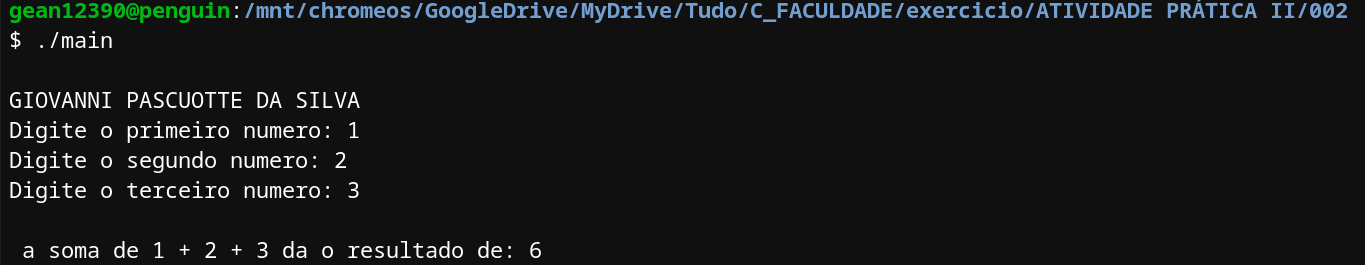 gean12390@penguin:/mnt/chromeos/GoogleDrive/MyDrive/Tudo/C_FACULDADE/exercicio/ATIVIDADE PRÁTICA II/002
$ ./main
GIOVANNI PASCUOTTE DA SILVA
Digite o primeiro numero: 1
Digite o segundo numero: 2
Digite o terceiro numero: 3
a soma de 1 + 2 + 3 da o resultado de: 6